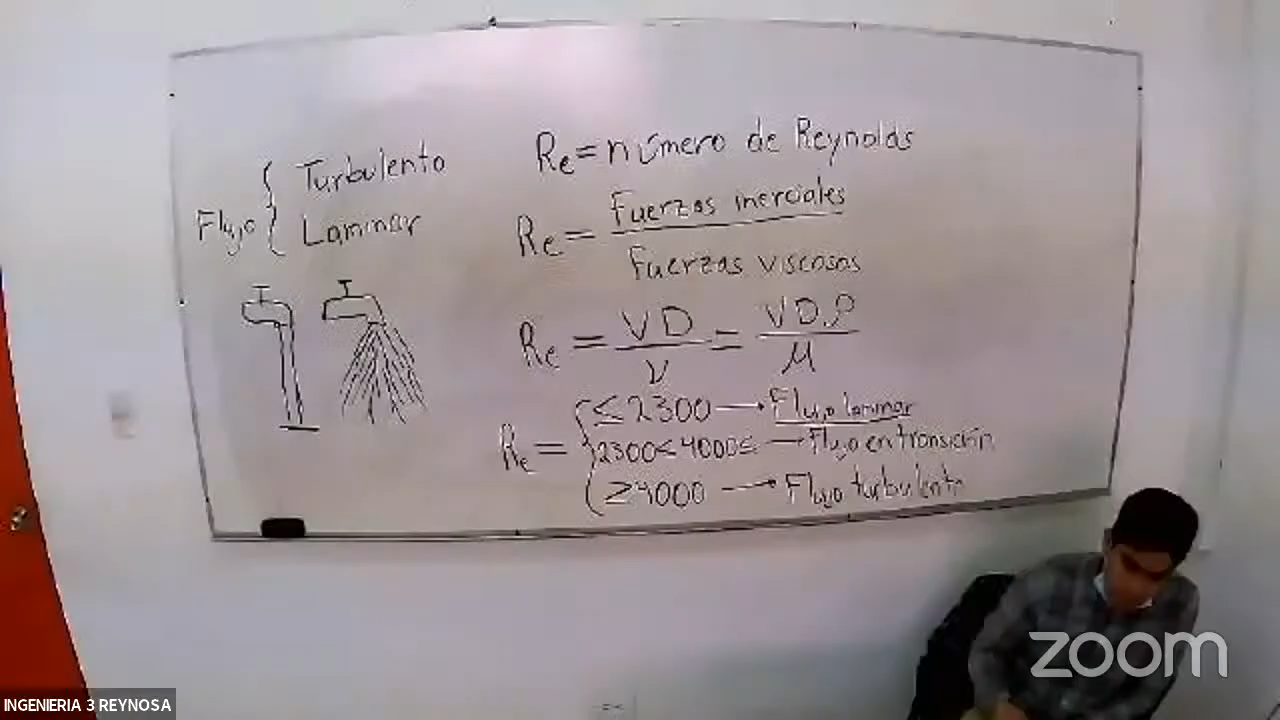 Flujo { Turbulento
Laminar
Re = número de Reynolds
Re = Fuerzas inerciales
Fuerzas viscosas
Re = VD/ν = VDρ/μ
Re = { ≤2300 → Flujo laminar
2300<4000≤ → Flujo en transición
≥4000 → Flujo turbulento
zoom
INGENIERIA 3 REYNOSA